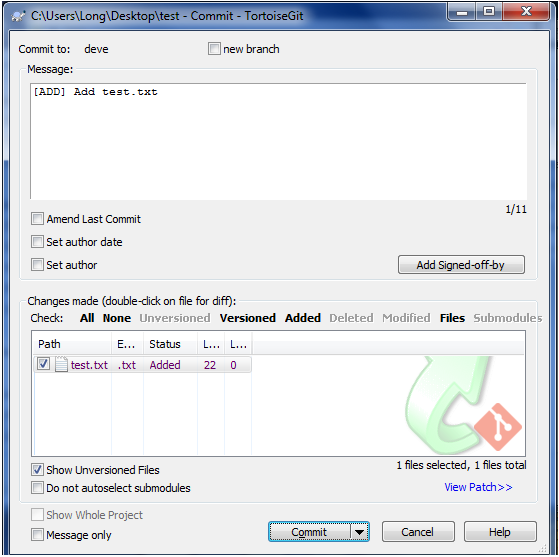 C:\Users\Long\Desktop\test - Commit - TortoiseGit
Commit to: deve new branch
Message:
[ADD] Add test.txt
1/11
Amend Last Commit
Set author date
Set author Add Signed-off-by
Changes made (double-click on file for diff):
Check: All None Unversioned Versioned Added Deleted Modified Files Submodules
Path E... Status L... L...
test.txt .txt Added 22 0
Show Unversioned Files 1 files selected, 1 files total
Do not autoselect submodules View Patch>>
Show Whole Project
Message only Commit Cancel Help